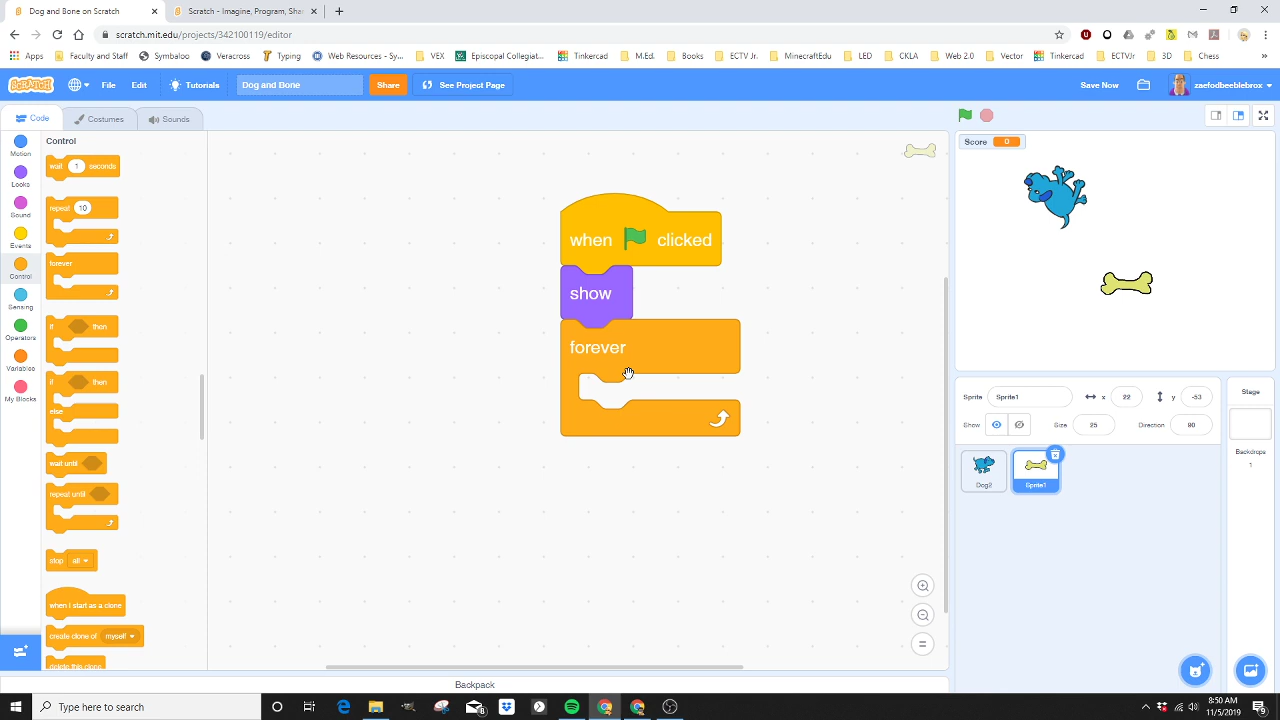 Dog and Bone on Scratch
Scratch - Imagine, Program, Shar
scratch.mit.edu/projects/342100119/editor
Apps Faculty and Staff Symbaloo Veracross Typing Web Resources - Sy... VEX Episcopal Collegiat... Tinkercad M.Ed. Books ECTV Jr. MinecraftEdu LED CKLA Web 2.0 Vector Tinkercad ECTVJr 3D Chess »
SCRATCH File Edit Tutorials Dog and Bone Share See Project Page Save Now zaefodbeeblebrox
Code Costumes Sounds
Motion
Looks
Sound
Events
Control
Sensing
Operators
Variables
My Blocks
Control
wait 1 seconds
repeat 10
forever
if then
if then
else
wait until
repeat until
stop all
when I start as a clone
create clone of myself
delete this clone
when clicked
show
forever
Score 0
Sprite Sprite1 x 22 y -53
Show Size 25 Direction 90
Dog2
Sprite1
Stage
Backdrops
1
Backpack
Type here to search
8:50 AM
11/5/2019